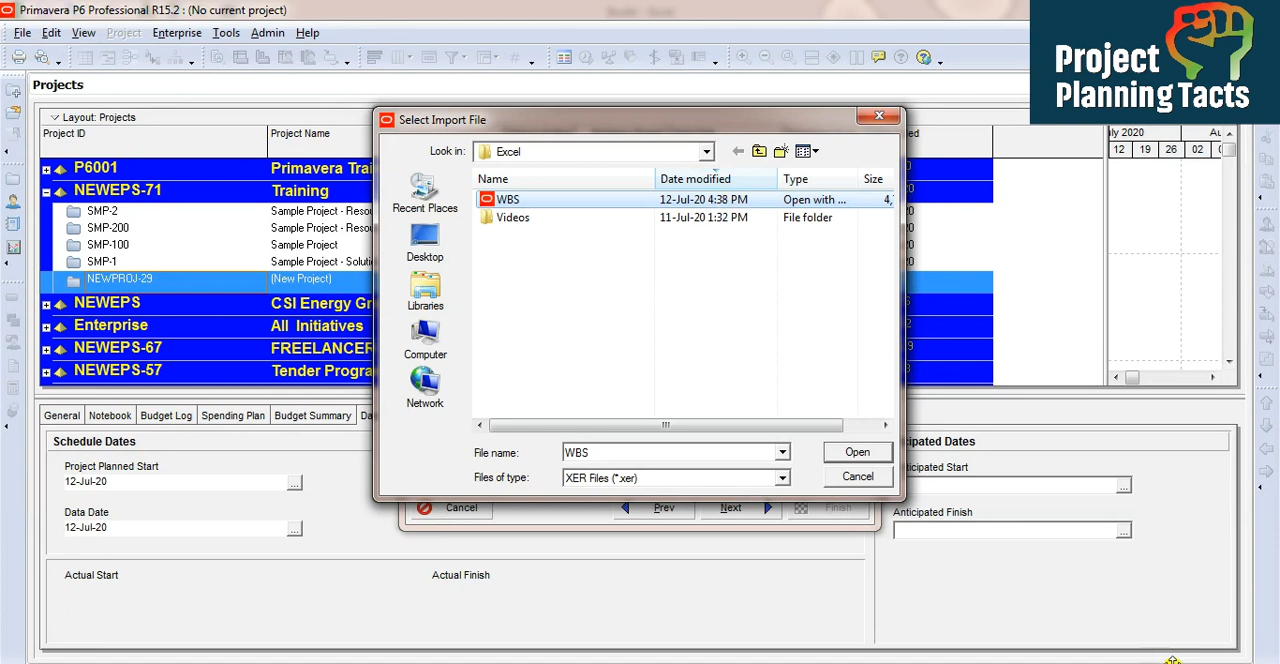 Primavera P6 Professional R15.2 : (No current project)
File Edit View Project Enterprise Tools Admin Help
Project
Planning Tacts
Projects
Layout: Projects
Project ID Project Name
P6001 Primavera Trai
NEWEPS-71 Training
SMP-2 Sample Project - Resou
SMP-200 Sample Project - Resou
SMP-100 Sample Project
SMP-1 Sample Project - Soluti
NEWPROJ-29 (New Project)
NEWEPS CSI Energy Gr
Enterprise All Initiatives
NEWEPS-67 FREELANCER
NEWEPS-57 Tender Progra
12 19 26 02
Select Import File
Look in: Excel
Name Date modified Type Size
WBS 12-Jul-20 4:38 PM Open with ... 4,
Videos 11-Jul-20 1:32 PM File folder
Recent Places
Desktop
Libraries
Computer
Network
File name: WBS Open
Files of type: XER Files (*.xer) Cancel
Cancel Prev Next Finish
General Notebook Budget Log Spending Plan Budget Summary Da
Schedule Dates
Project Planned Start
12-Jul-20 ...
Data Date
12-Jul-20 ...
Actual Start Actual Finish
cipated Dates
ticipated Start
...
Anticipated Finish
...